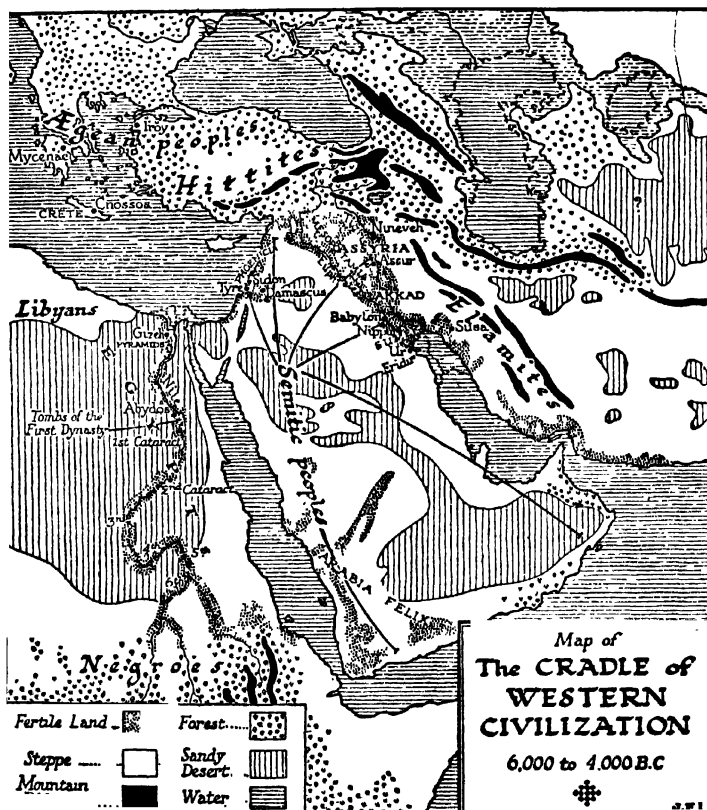 Ægean peoples
Troy
Mycenae
Hittites
Cnossos
CRETE
Nineveh
ASSYRIA
Assur
Sidon
Tyre
Damascus
AKKAD
Elamites
Libyans
Babylon
Nippur
Susa
Ur
Eridu
Gizeh
PYRAMIDS
Semitic peoples
Abydos
Tombs of the
First Dynasty
1st Cataract
2nd Cataract
3rd
5th
6th
ARABIA FELIX
Negroes
Map of
The CRADLE of
WESTERN
CIVILIZATION
6,000 to 4,000 B.C
Fertile Land
Forest
Steppe
Sandy
Desert
Mountain
Water